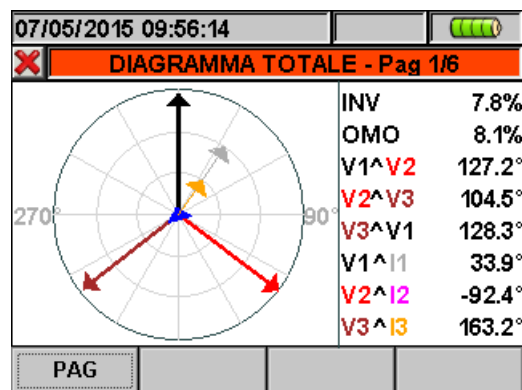 07/05/2015 09:56:14
DIAGRAMMA TOTALE - Pag 1/6
270° 90°
INV 7.8%
OMO 8.1%
V1^V2 127.2°
V2^V3 104.5°
V3^V1 128.3°
V1^I1 33.9°
V2^I2 -92.4°
V3^I3 163.2°
PAG